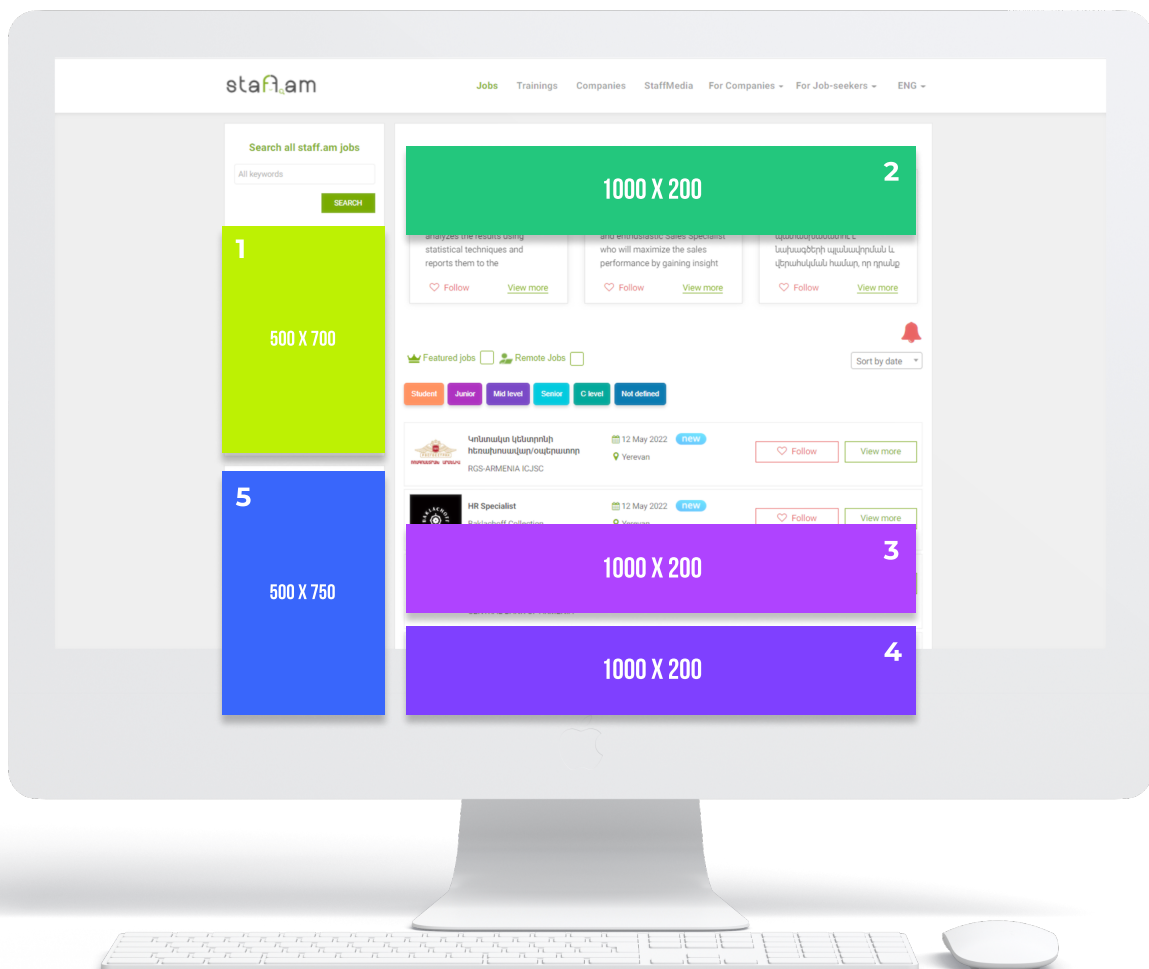 staff.am
Jobs Trainings Companies StaffMedia For Companies For Job-seekers ENG
Search all staff.am jobs
All keywords
SEARCH
1
500 X 700
5
500 X 750
1000 X 200
2
analyzes the results using
statistical techniques and
reports them to the
Follow View more
and enthusiastic Sales Specialist
who will maximize the sales
performance by gaining insight
Follow View more
նախագծերի պլանավորման և
վերահսկման համար, որ դրանք
Follow View more
Featured jobs Remote Jobs
Sort by date
Student Junior Mid level Senior C level Not defined
Կոնտակտ կենտրոնի
հեռախոսավար/օպերատոր
RGS-ARMENIA ICJSC
12 May 2022 new
Yerevan
Follow View more
HR Specialist
Baklachoff Collection
12 May 2022 new
Yerevan
Follow View more
1000 X 200
3
1000 X 200
4